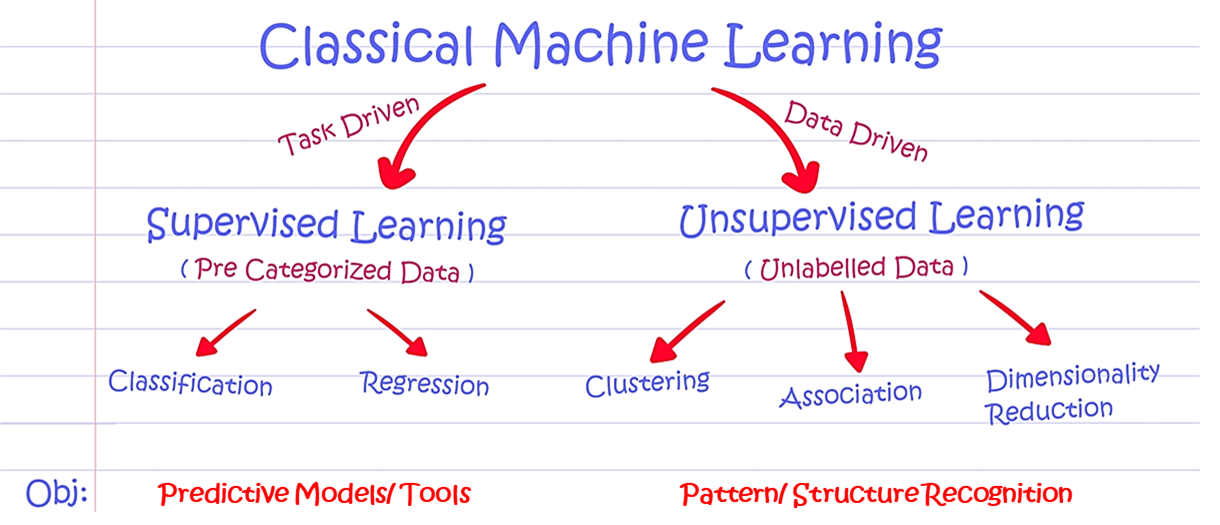 Classical Machine Learning
Task Driven
Data Driven
Supervised Learning
Unsupervised Learning
( Pre Categorized Data )
( Unlabelled Data )
Classification
Regression
Clustering
Association
Dimensionality
Reduction
Obj:
Predictive Models/ Tools
Pattern/ Structure Recognition